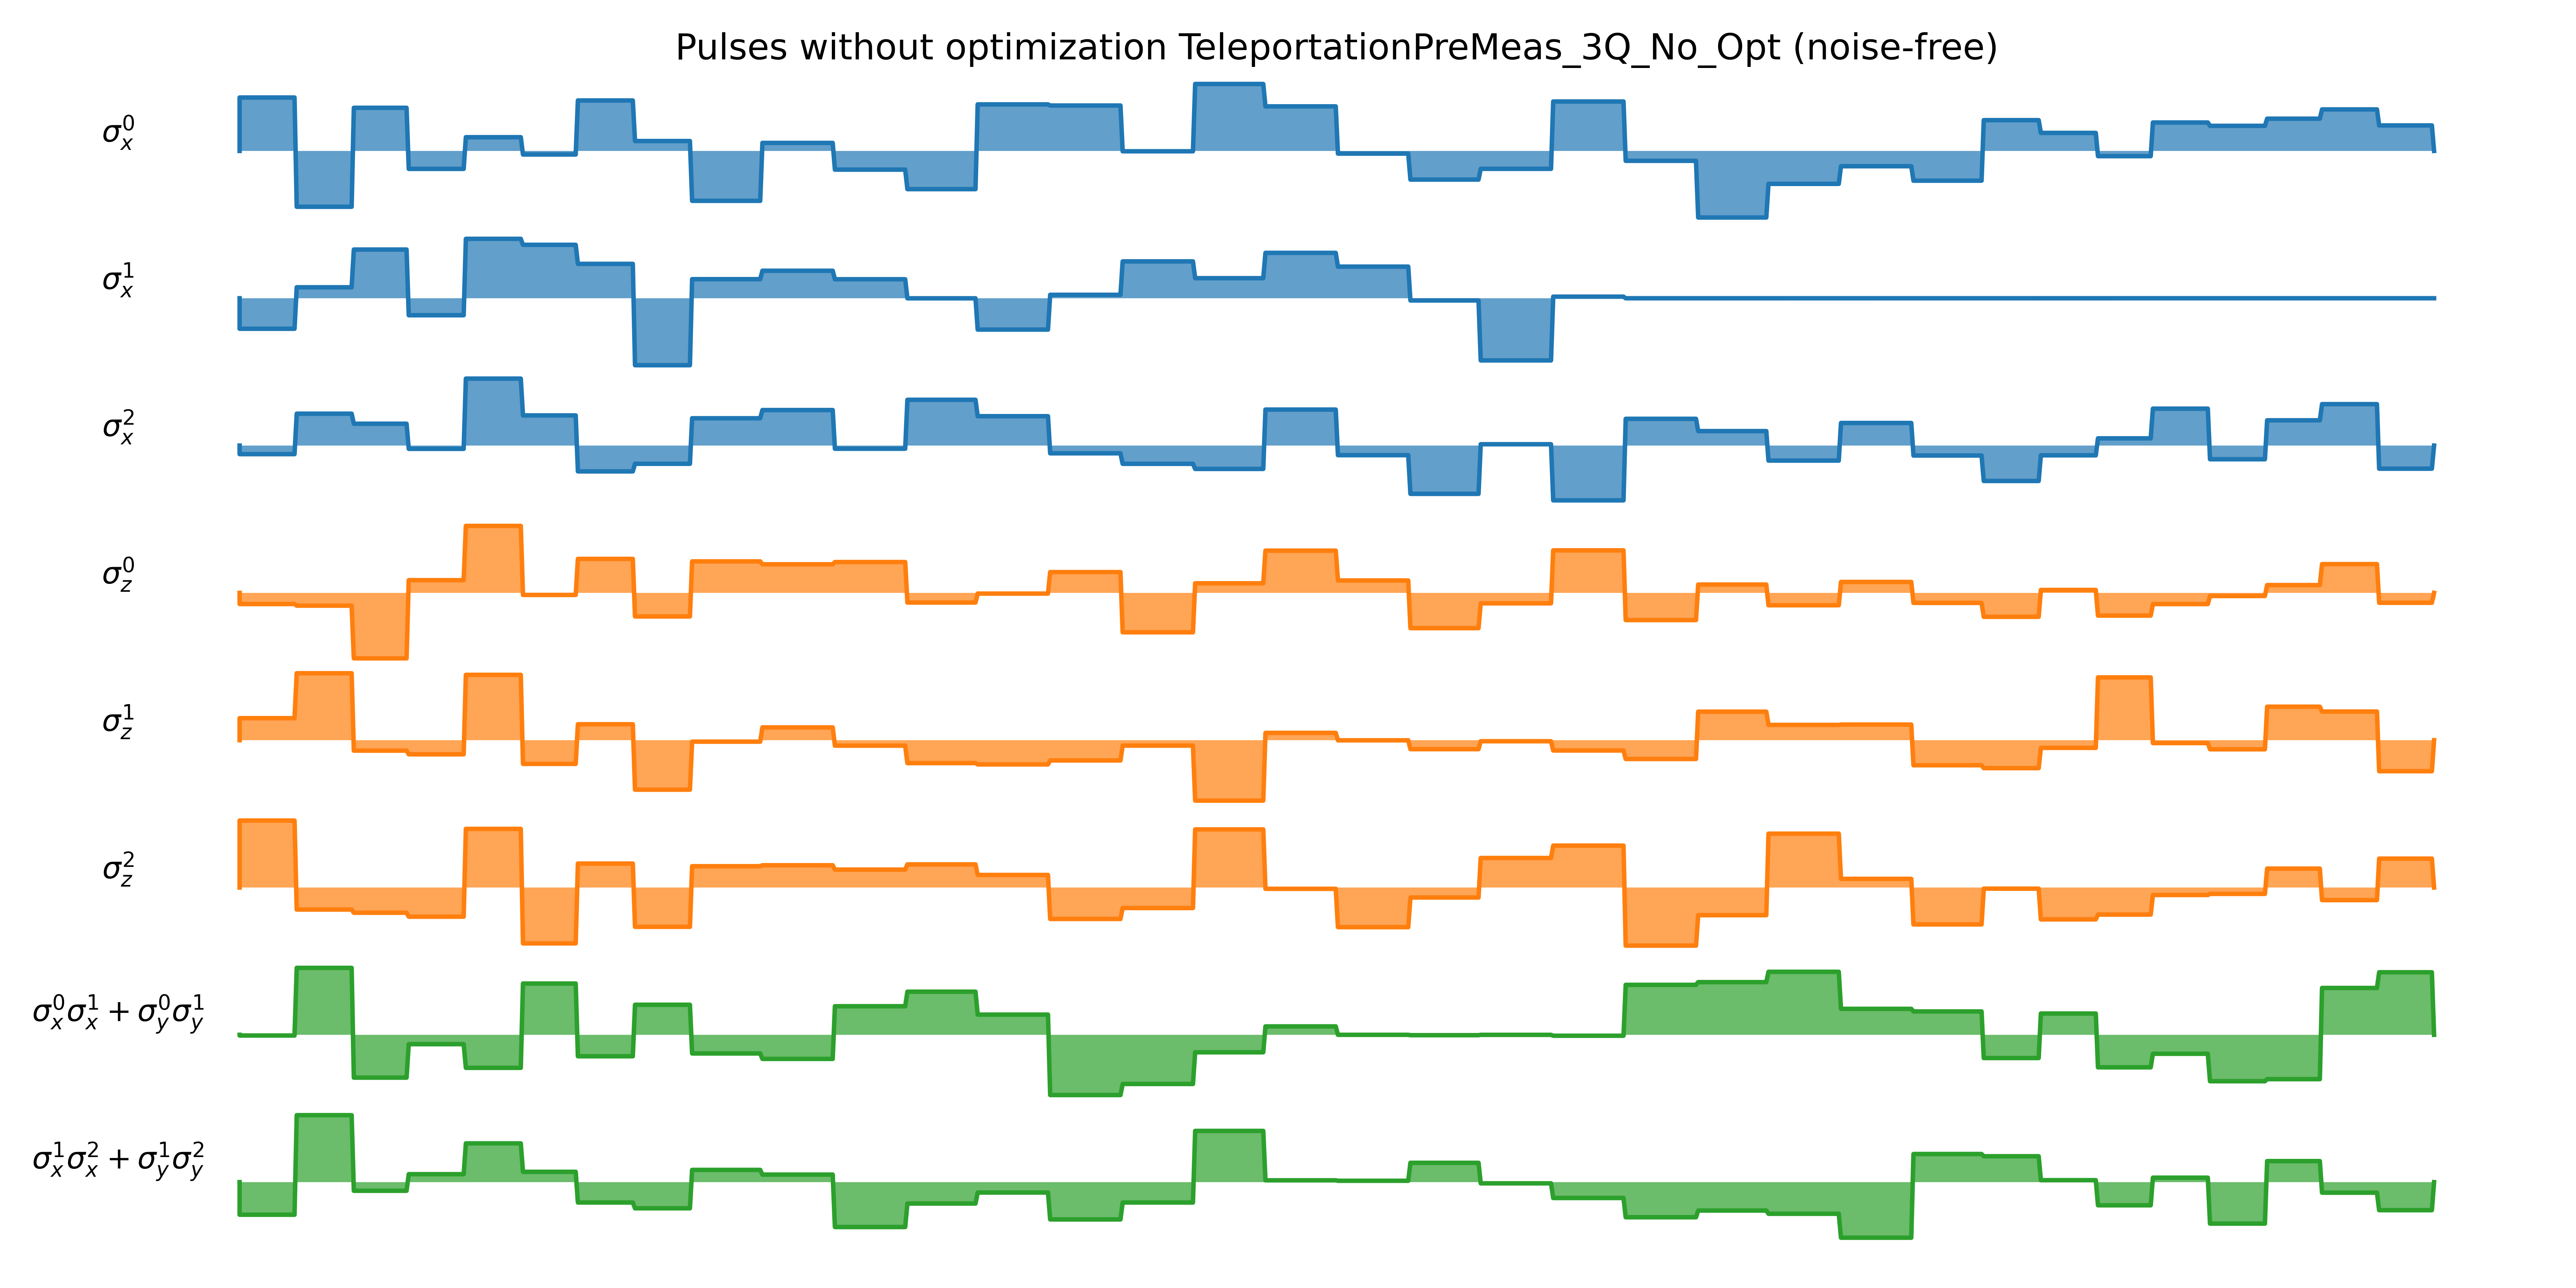 Pulses without optimization TeleportationPreMeas_3Q_No_Opt (noise-free)
σ_x^0
σ_x^1
σ_x^2
σ_z^0
σ_z^1
σ_z^2
σ_x^0σ_x^1 + σ_y^0σ_y^1
σ_x^1σ_x^2 + σ_y^1σ_y^2